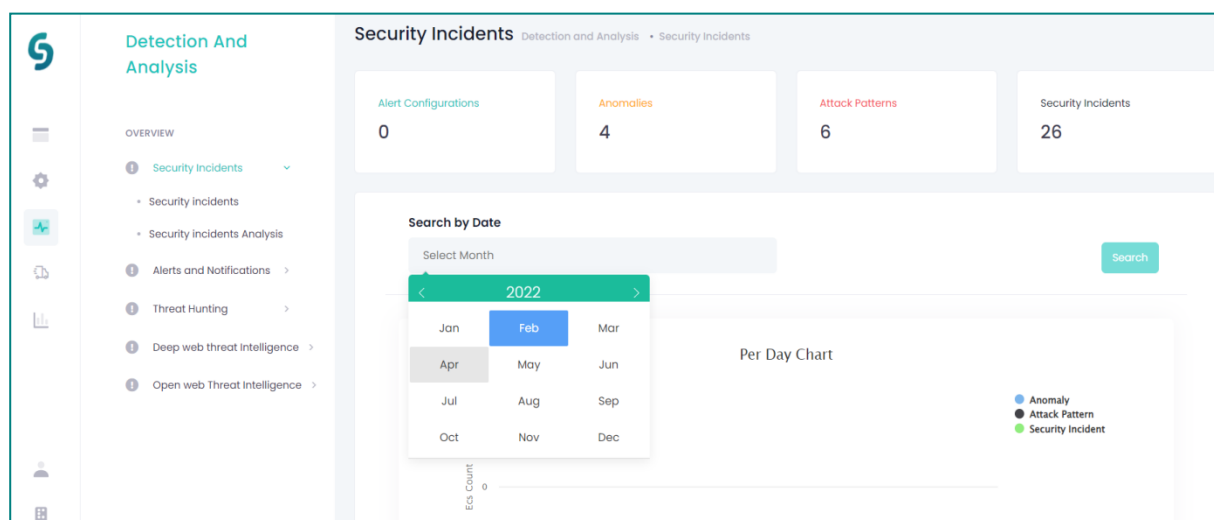 Detection And
Analysis
OVERVIEW
Security Incidents
Security incidents
Security incidents Analysis
Alerts and Notifications
Threat Hunting
Deep web threat Intelligence
Open web Threat Intelligence
Security Incidents Detection and Analysis • Security Incidents
Alert Configurations
0
Anomalies
4
Attack Patterns
6
Security Incidents
26
Search by Date
Select Month
Search
2022
Jan Feb Mar
Apr May Jun
Jul Aug Sep
Oct Nov Dec
Per Day Chart
Anomaly
Attack Pattern
Security Incident
Ecs Count
0